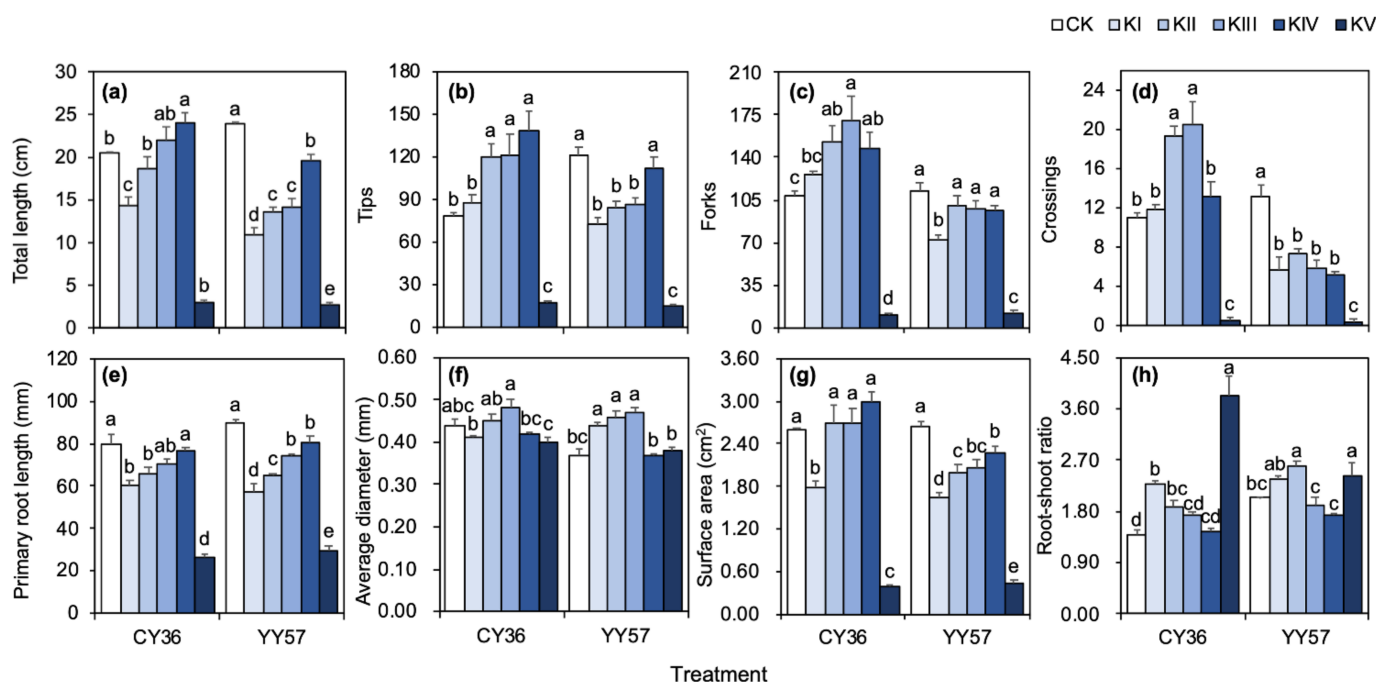 CK KI KII KIII KIV KV
(a)
Total length (cm)
30
25
20
15
10
5
0
b c b ab a b
a d c c b e
(b)
Tips
180
150
120
90
60
30
0
b b a a a c
a b b b a c
(c)
Forks
210
175
140
105
70
35
0
c bc ab a ab d
a b a a a c
(d)
Crossings
24
20
16
12
8
4
0
b b a a b c
a b b b b c
(e)
Primary root length (mm)
120
100
80
60
40
20
0
a b b ab a d
a d c b b e
CY36 YY57
(f)
Average diameter (mm)
0.60
0.50
0.40
0.30
0.20
0.10
0.00
abc b ab a bc c
bc a a a b b
CY36 YY57
(g)
Surface area (cm²)
3.60
3.00
2.40
1.80
1.20
0.60
0.00
a b a a a c
a d c bc b e
CY36 YY57
(h)
Root-shoot ratio
4.50
3.60
2.70
1.80
0.90
0.00
d b bc cd cd a
bc ab a c c a
CY36 YY57
Treatment